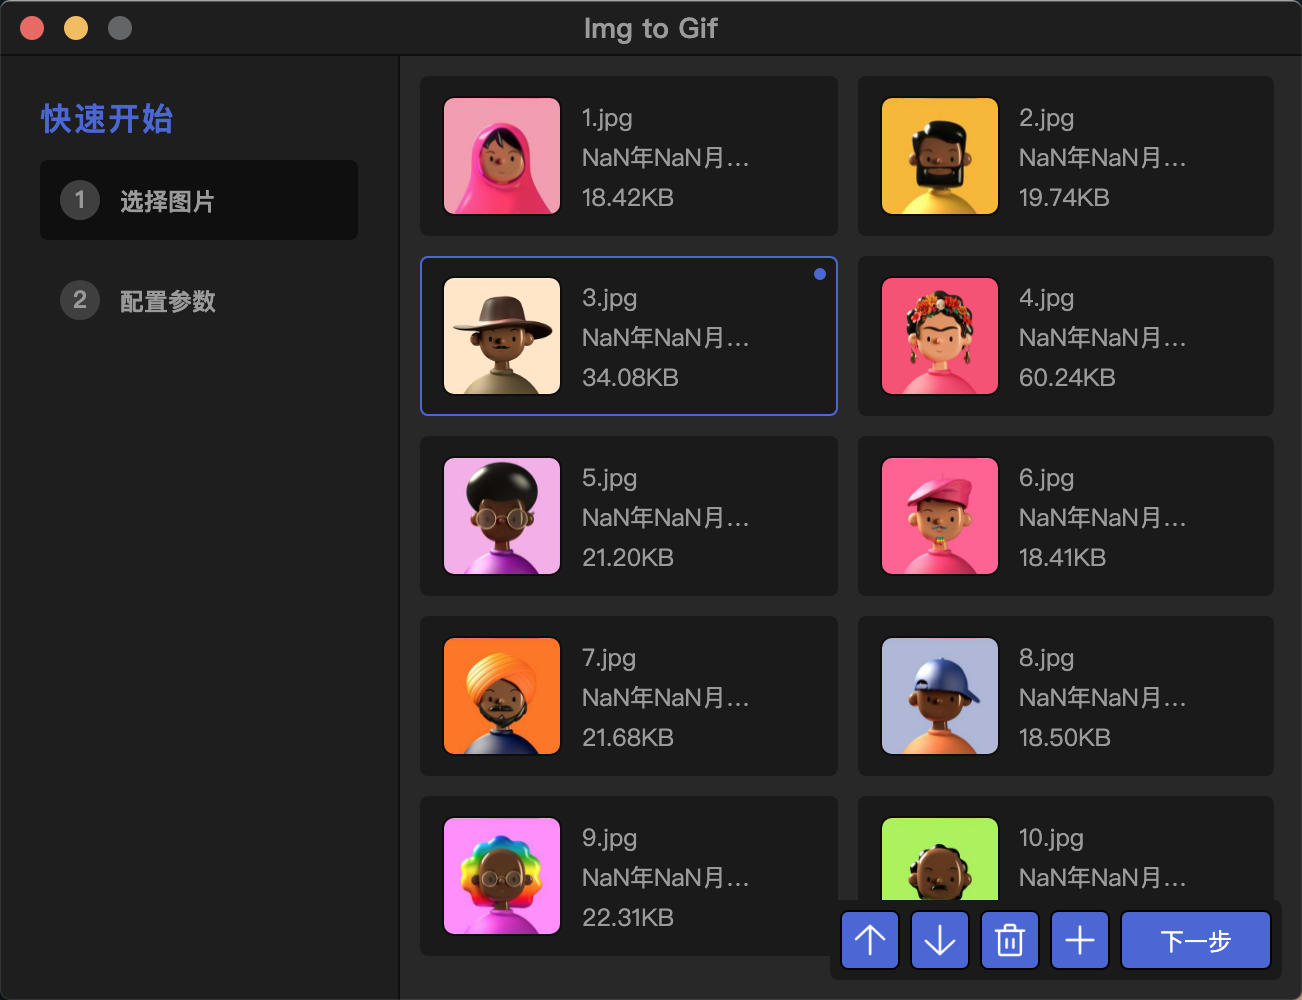 Img to Gif
快速开始
1 选择图片
2 配置参数
1.jpg
NaN年NaN月...
18.42KB
2.jpg
NaN年NaN月...
19.74KB
3.jpg
NaN年NaN月...
34.08KB
4.jpg
NaN年NaN月...
60.24KB
5.jpg
NaN年NaN月...
21.20KB
6.jpg
NaN年NaN月...
18.41KB
7.jpg
NaN年NaN月...
21.68KB
8.jpg
NaN年NaN月...
18.50KB
9.jpg
NaN年NaN月...
22.31KB
10.jpg
NaN年NaN月...
下一步